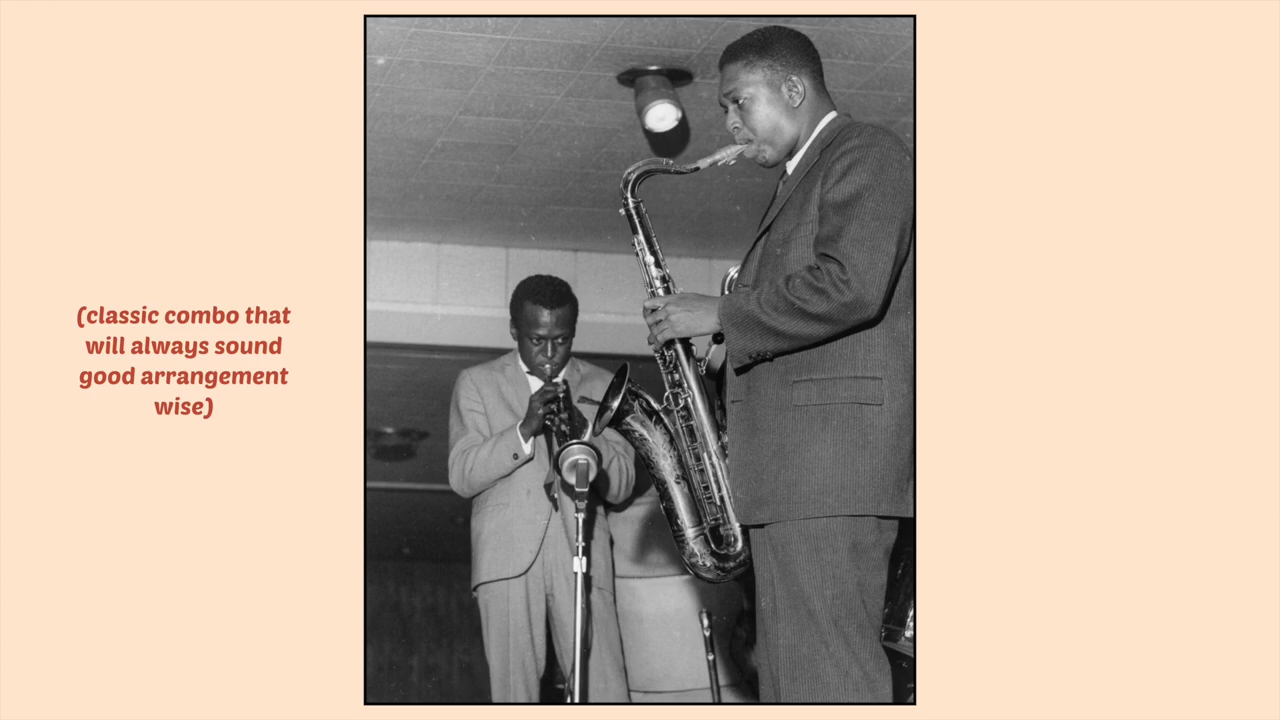 (classic combo that
will always sound
good arrangement
wise)